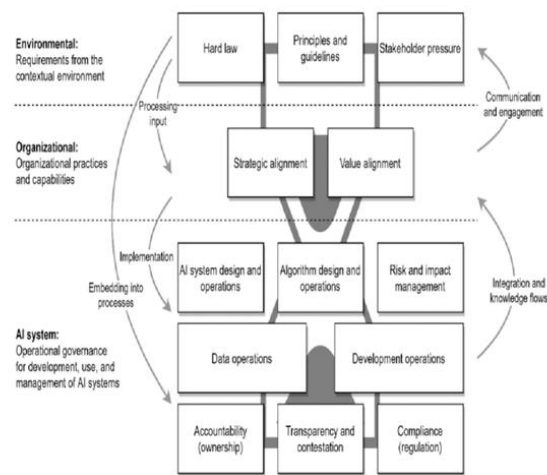 Environmental:
Requirements from the
contextual environment
Hard law
Principles and
guidelines
Stakeholder pressure
Processing
input
Communication
and engagement
Organizational:
Organizational practices
and capabilities
Strategic alignment
Value alignment
Implementation
Embedding into
processes
AI system design and
operations
Algorithm design and
operations
Risk and impact
management
Integration and
knowledge flows
AI system:
Operational governance
for development, use, and
management of AI systems
Data operations
Development operations
Accountability
(ownership)
Transparency and
contestation
Compliance
(regulation)